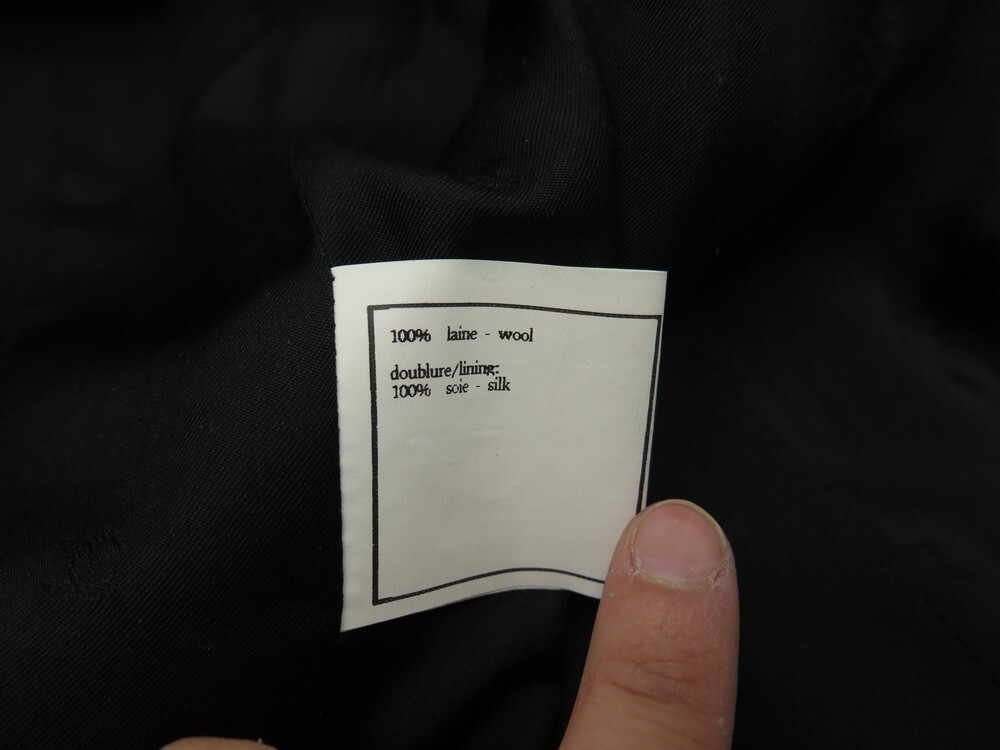 100% laine - wool
doublure/lining:
100% soie - silk